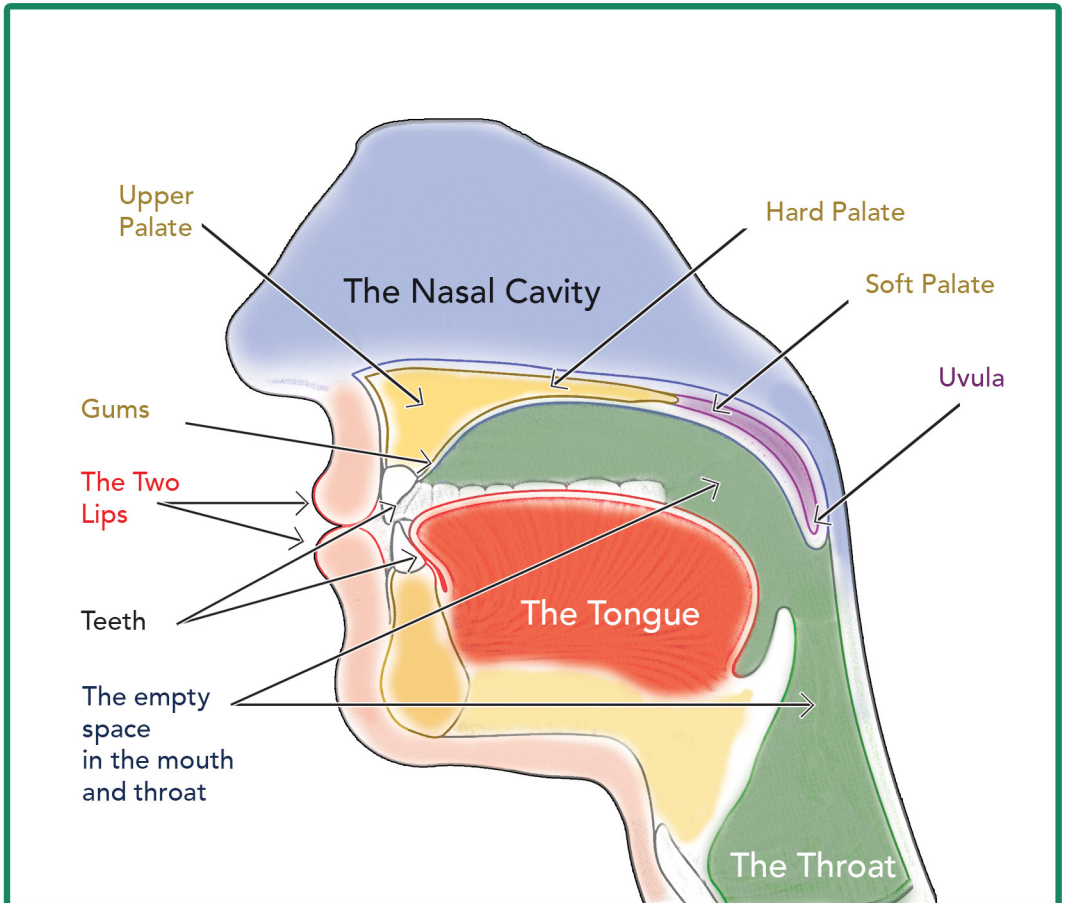 Upper
Palate
Hard Palate
The Nasal Cavity
Soft Palate
Uvula
Gums
The Two
Lips
Teeth
The Tongue
The empty
space
in the mouth
and throat
The Throat